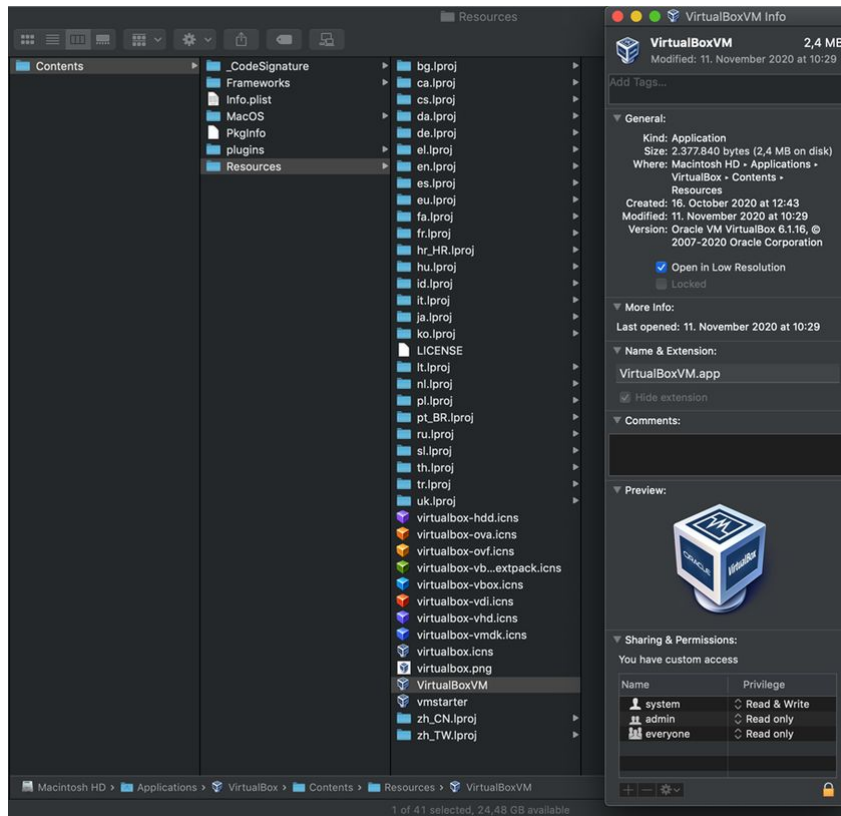 Resources
Contents
_CodeSignature
Frameworks
Info.plist
MacOS
PkgInfo
plugins
Resources
bg.lproj
ca.lproj
cs.lproj
da.lproj
de.lproj
el.lproj
en.lproj
es.lproj
eu.lproj
fa.lproj
fr.lproj
hr_HR.lproj
hu.lproj
id.lproj
it.lproj
ja.lproj
ko.lproj
LICENSE
lt.lproj
nl.lproj
pl.lproj
pt_BR.lproj
ru.lproj
sl.lproj
th.lproj
tr.lproj
uk.lproj
virtualbox-hdd.icns
virtualbox-ova.icns
virtualbox-ovf.icns
virtualbox-vb...extpack.icns
virtualbox-vbox.icns
virtualbox-vdi.icns
virtualbox-vhd.icns
virtualbox-vmdk.icns
virtualbox.icns
virtualbox.png
VirtualBoxVM
vmstarter
zh_CN.lproj
zh_TW.lproj
Macintosh HD › Applications › VirtualBox › Contents › Resources › VirtualBoxVM
1 of 41 selected, 24,48 GB available
VirtualBoxVM Info
VirtualBoxVM 2,4 MB
Modified: 11. November 2020 at 10:29
Add Tags...
General:
Kind: Application
Size: 2.377.840 bytes (2,4 MB on disk)
Where: Macintosh HD ▸ Applications ▸
VirtualBox ▸ Contents ▸
Resources
Created: 16. October 2020 at 12:43
Modified: 11. November 2020 at 10:29
Version: Oracle VM VirtualBox 6.1.16, ©
2007-2020 Oracle Corporation
Open in Low Resolution
Locked
More Info:
Last opened: 11. November 2020 at 10:29
Name & Extension:
VirtualBoxVM.app
Hide extension
Comments:
Preview:
ORACLE
VirtualBox
Sharing & Permissions:
You have custom access
Name Privilege
system Read & Write
admin Read only
everyone Read only